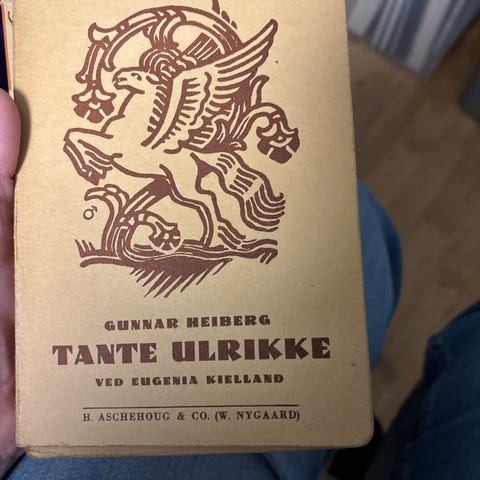 GUNNAR HEIBERG
TANTE ULRIKKE
VED EUGENIA KIELLAND
H. ASCHEHOUG & CO. (W. NYGAARD)